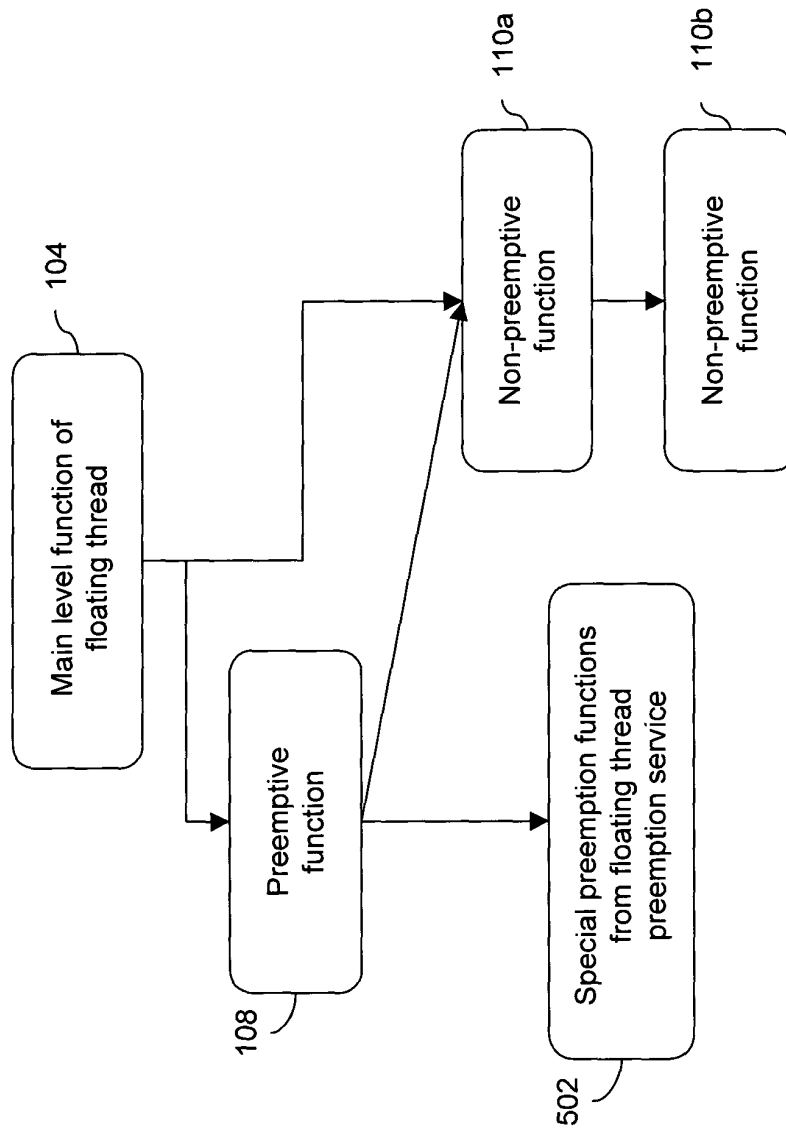 104
Main level function of
floating thread
108
Preemptive
function
110a
Non-preemptive
function
502
Special preemption functions
from floating thread
preemption service
110b
Non-preemptive
function